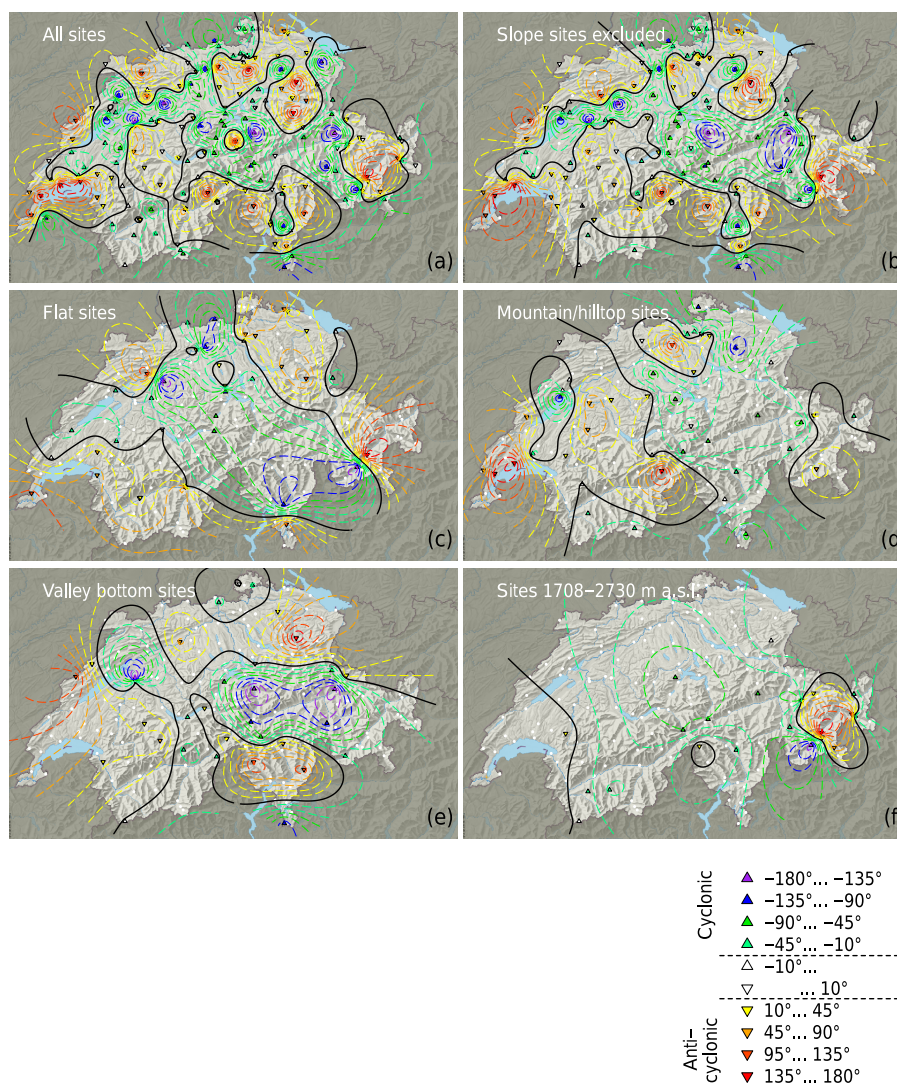 All sites
(a)
Slope sites excluded
(b)
Flat sites
(c)
Mountain/hilltop sites
(d)
Valley bottom sites
(e)
Sites 1708−2730 m a.s.l.
(f)
Cyclonic
−180°... −135°
−135°... −90°
−90°... −45°
−45°... −10°
−10°...
... 10°
Anti-
cyclonic
10°... 45°
45°... 90°
95°... 135°
135°... 180°